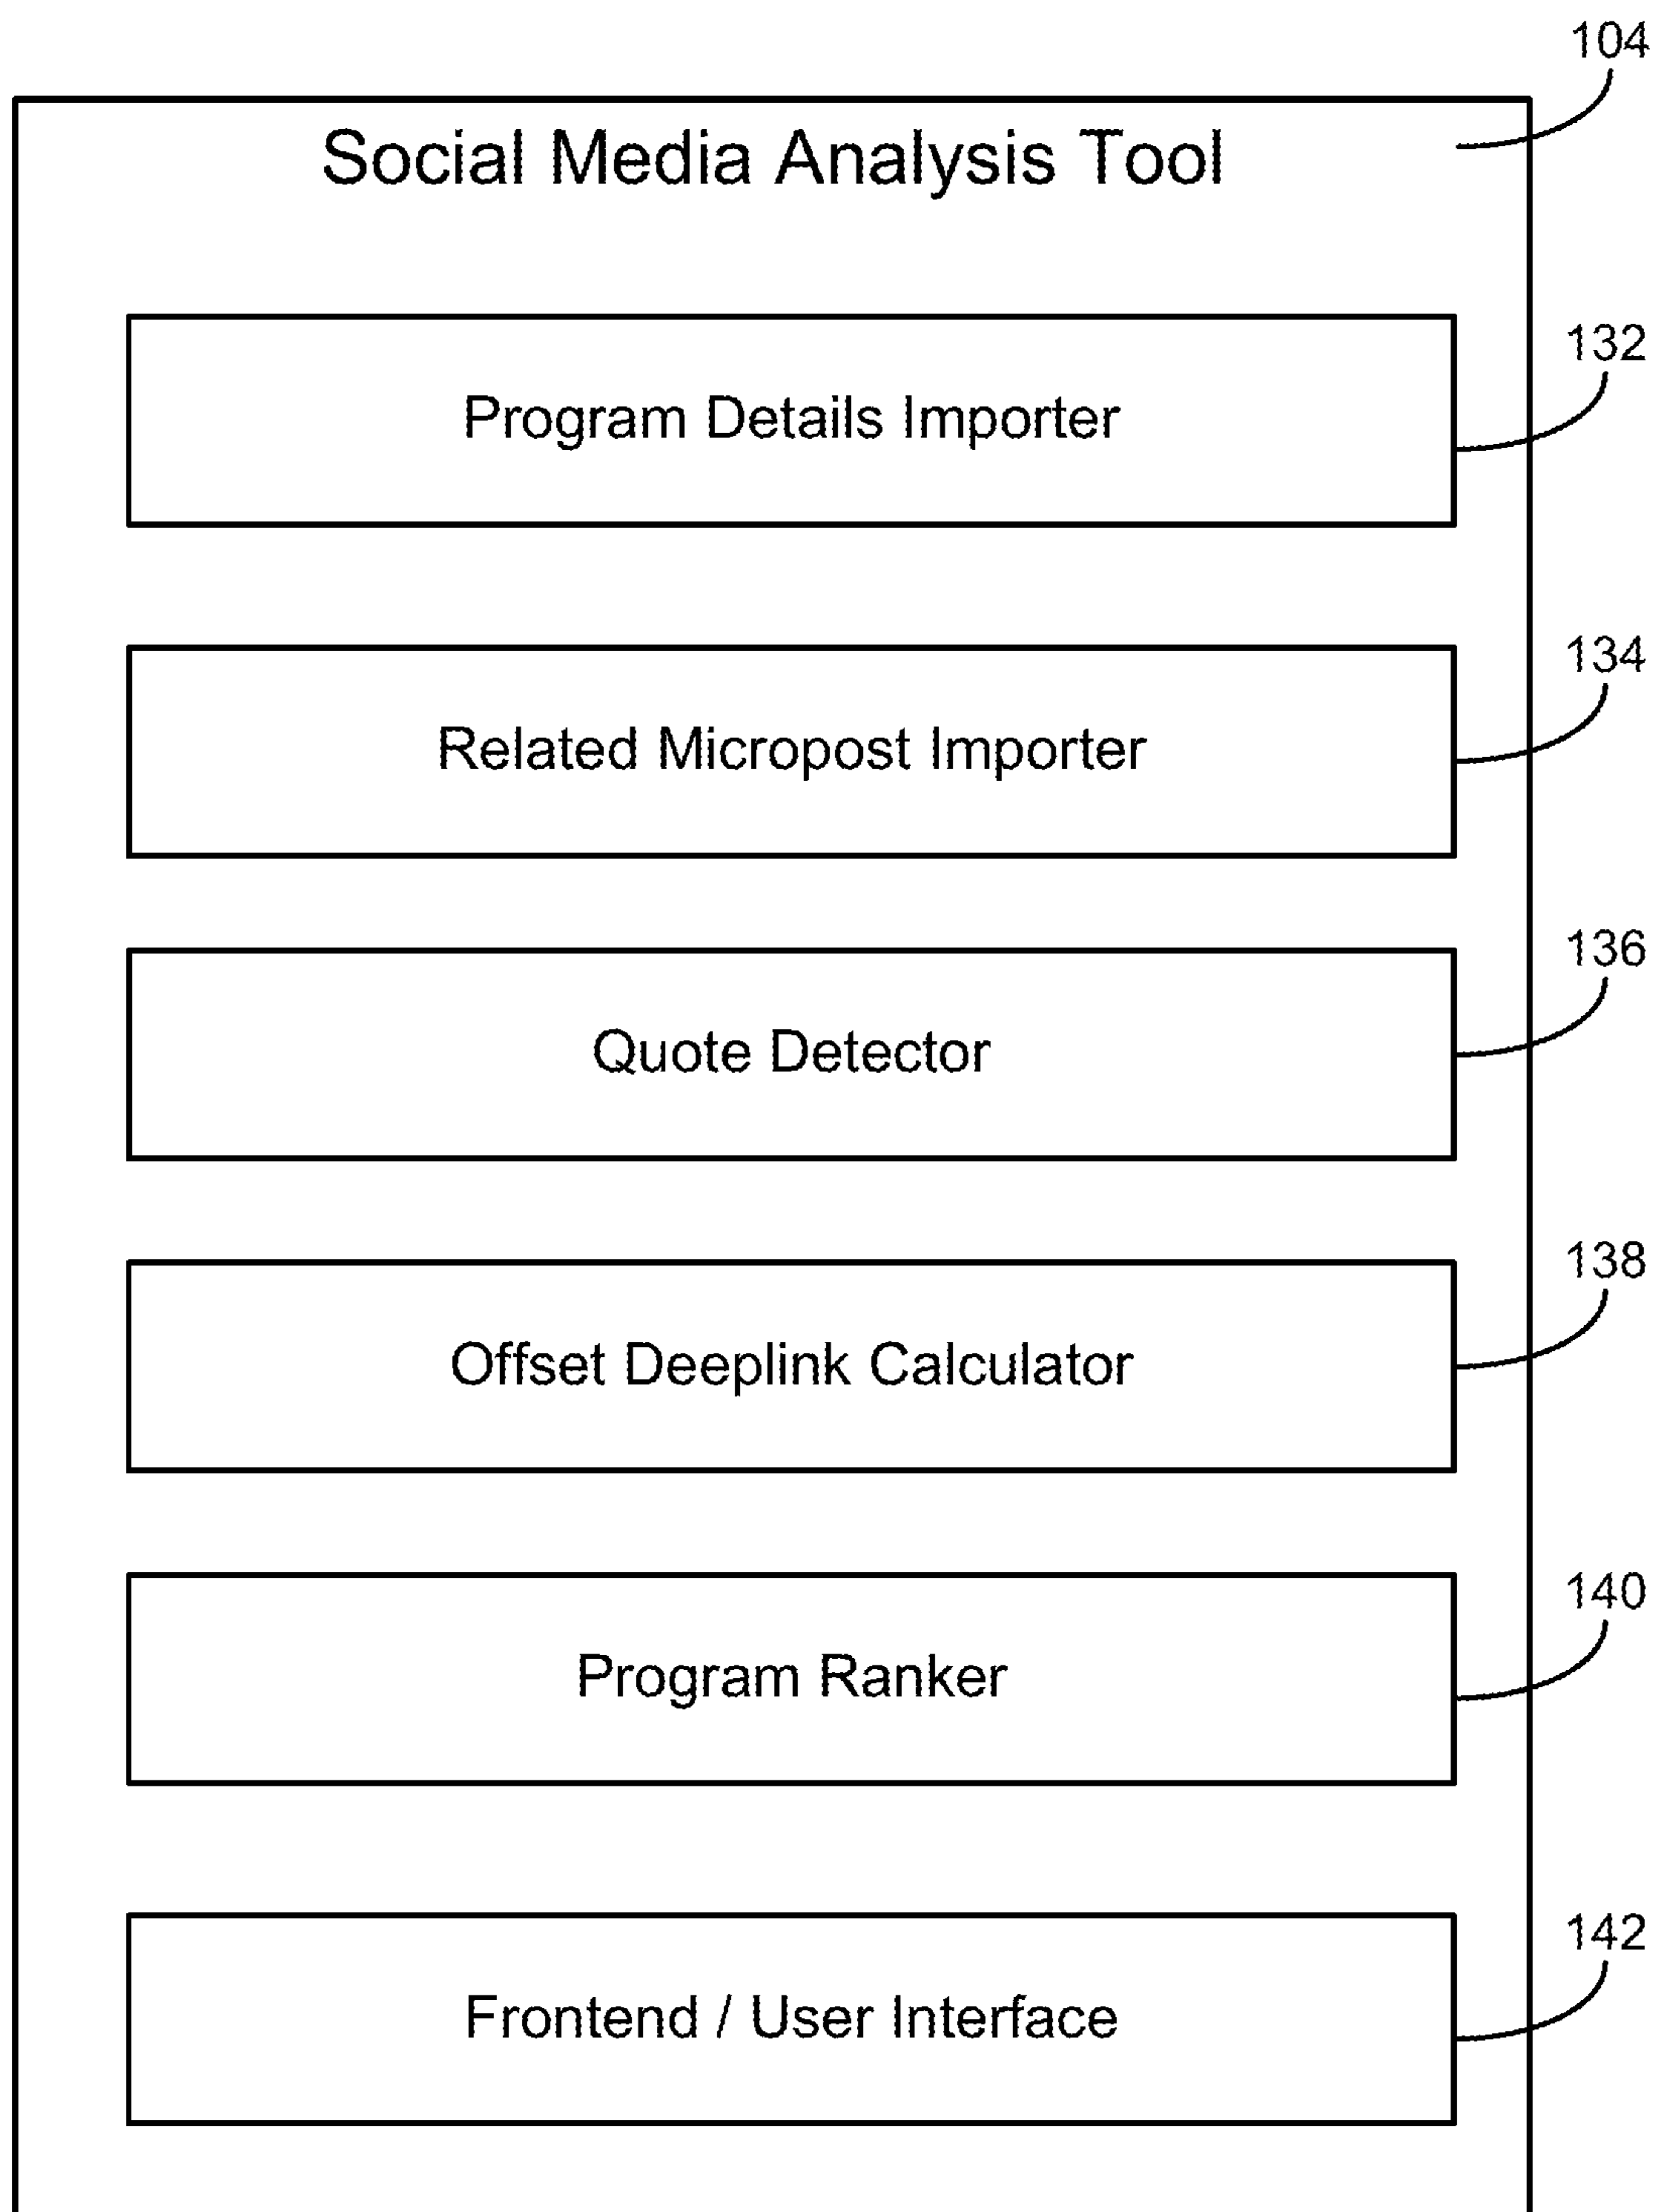 104
Social Media Analysis Tool
132
Program Details Importer
134
Related Micropost Importer
136
Quote Detector
138
Offset Deeplink Calculator
140
Program Ranker
142
Frontend / User Interface